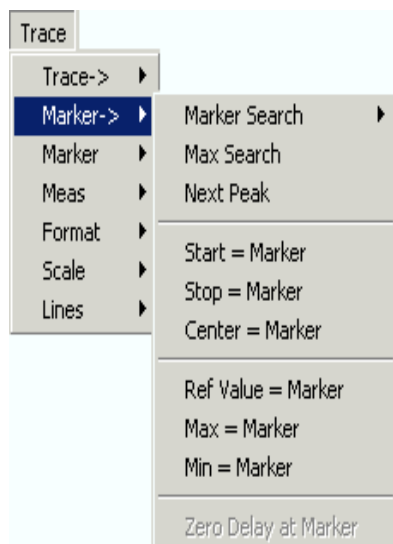 Trace
Trace->
Marker->
Marker
Meas
Format
Scale
Lines
Marker Search
Max Search
Next Peak
Start = Marker
Stop = Marker
Center = Marker
Ref Value = Marker
Max = Marker
Min = Marker
Zero Delay at Marker